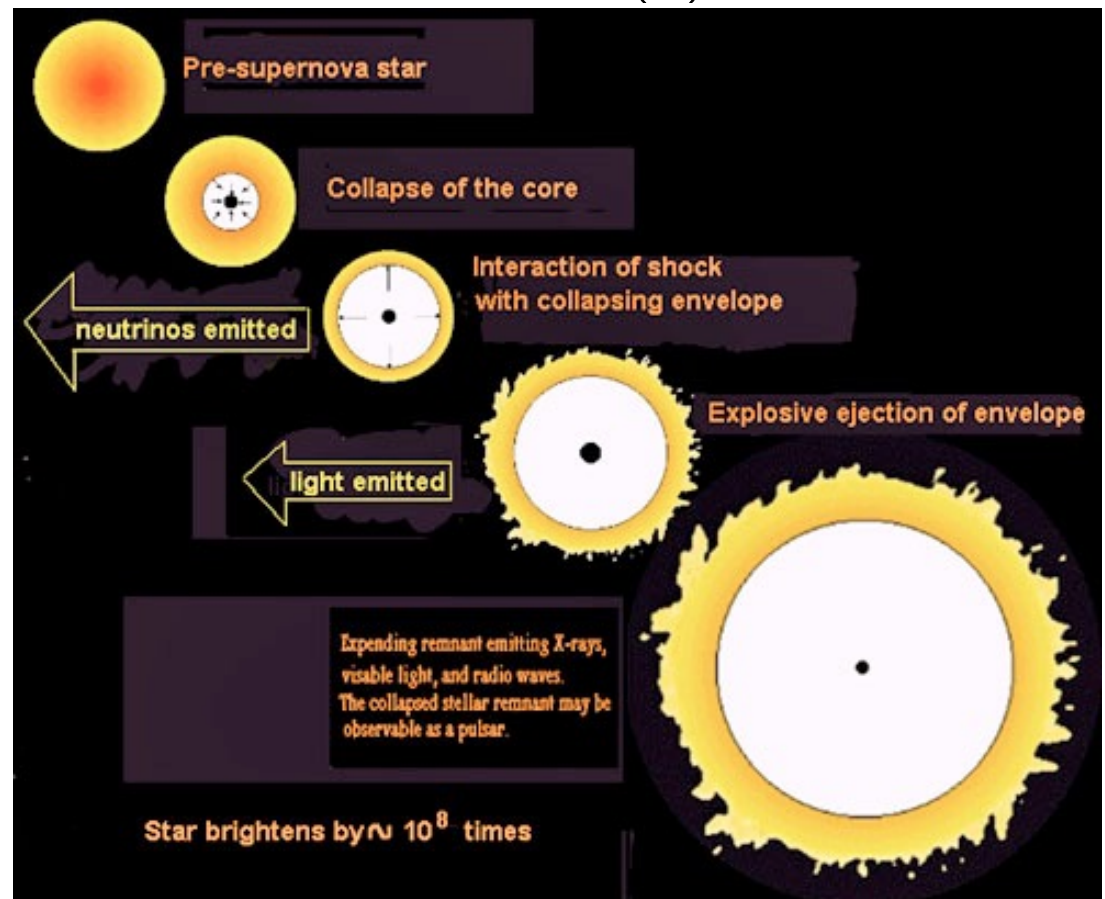 Pre-supernova star
Collapse of the core
Interaction of shock
with collapsing envelope
neutrinos emitted
Explosive ejection of envelope
light emitted
Expending remnant emitting X-rays,
visable light, and radio waves.
The collapsed stellar remnant may be
observable as a pulsar.
Star brightens by ~ 10⁸ times